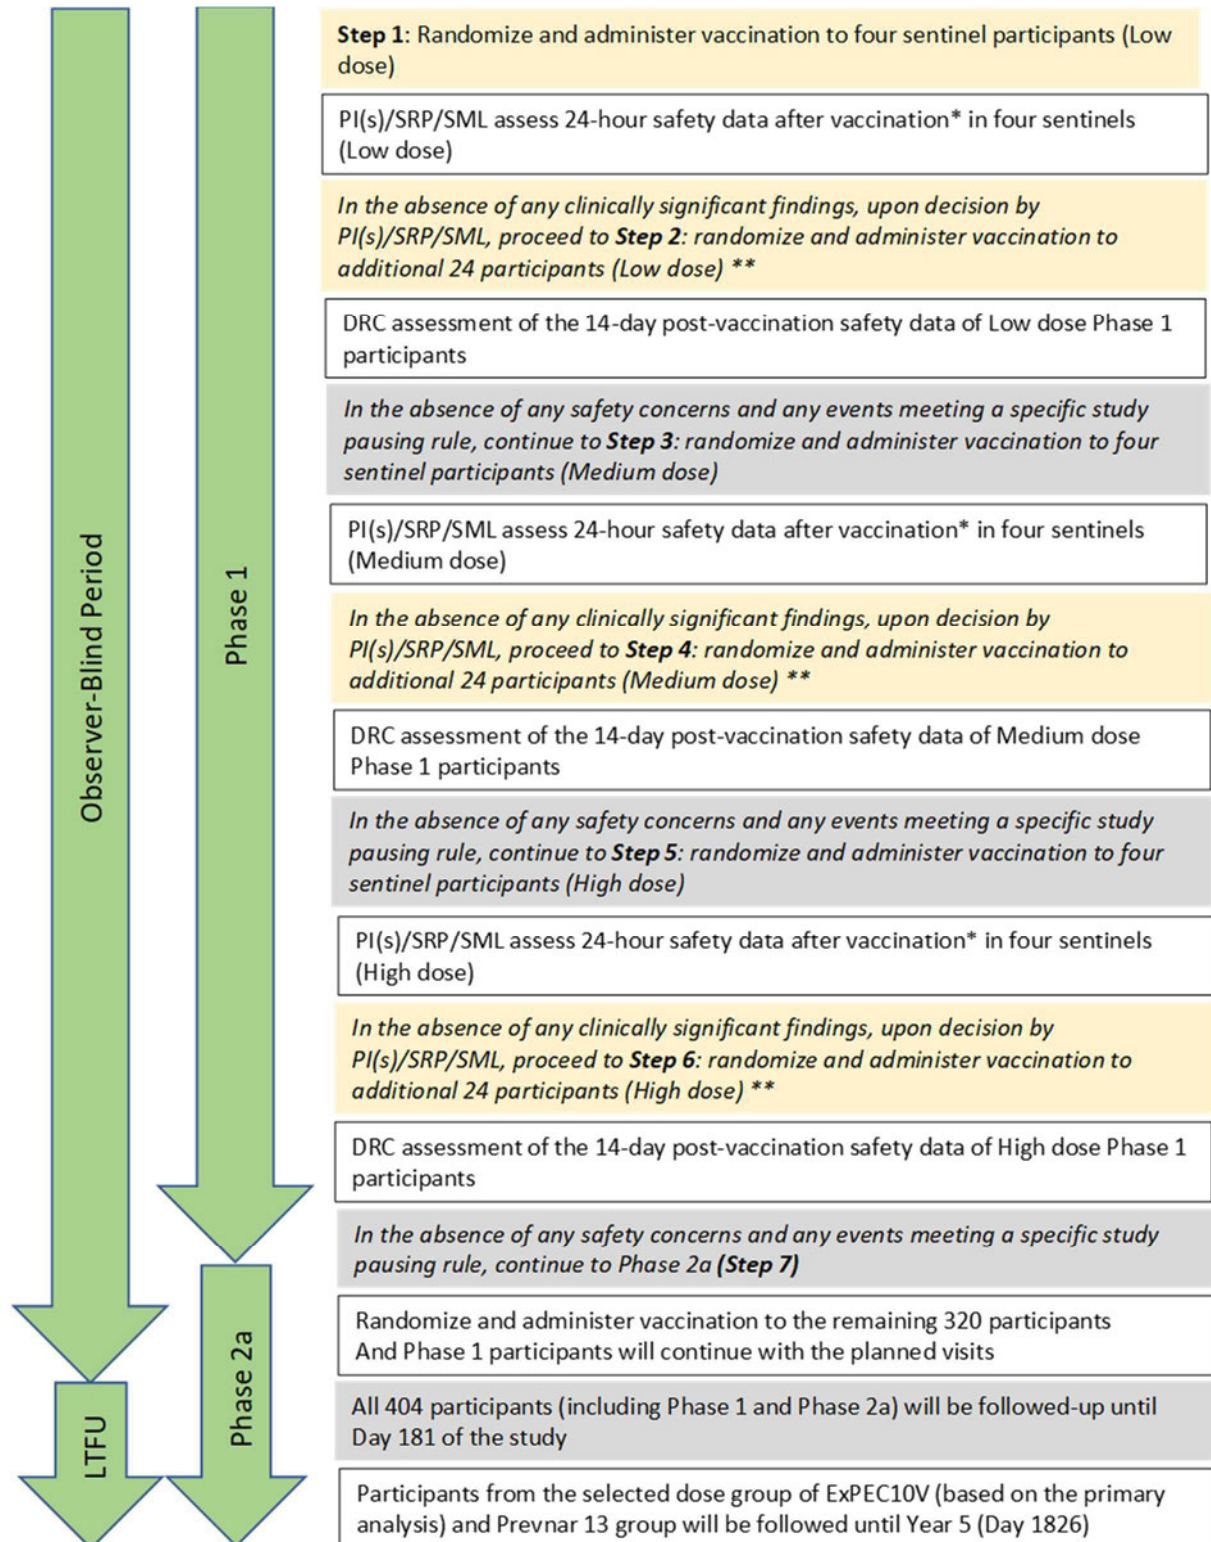 Observer-Blind Period
LTFU
Phase 1
Phase 2a
Step 1: Randomize and administer vaccination to four sentinel participants (Low
dose)
PI(s)/SRP/SML assess 24-hour safety data after vaccination* in four sentinels
(Low dose)
In the absence of any clinically significant findings, upon decision by
PI(s)/SRP/SML, proceed to Step 2: randomize and administer vaccination to
additional 24 participants (Low dose) **
DRC assessment of the 14-day post-vaccination safety data of Low dose Phase 1
participants
In the absence of any safety concerns and any events meeting a specific study
pausing rule, continue to Step 3: randomize and administer vaccination to four
sentinel participants (Medium dose)
PI(s)/SRP/SML assess 24-hour safety data after vaccination* in four sentinels
(Medium dose)
In the absence of any clinically significant findings, upon decision by
PI(s)/SRP/SML, proceed to Step 4: randomize and administer vaccination to
additional 24 participants (Medium dose) **
DRC assessment of the 14-day post-vaccination safety data of Medium dose
Phase 1 participants
In the absence of any safety concerns and any events meeting a specific study
pausing rule, continue to Step 5: randomize and administer vaccination to four
sentinel participants (High dose)
PI(s)/SRP/SML assess 24-hour safety data after vaccination* in four sentinels
(High dose)
In the absence of any clinically significant findings, upon decision by
PI(s)/SRP/SML, proceed to Step 6: randomize and administer vaccination to
additional 24 participants (High dose) **
DRC assessment of the 14-day post-vaccination safety data of High dose Phase 1
participants
In the absence of any safety concerns and any events meeting a specific study
pausing rule, continue to Phase 2a (Step 7)
Randomize and administer vaccination to the remaining 320 participants
And Phase 1 participants will continue with the planned visits
All 404 participants (including Phase 1 and Phase 2a) will be followed-up until
Day 181 of the study
Participants from the selected dose group of ExPEC10V (based on the primary
analysis) and Prevnar 13 group will be followed until Year 5 (Day 1826)